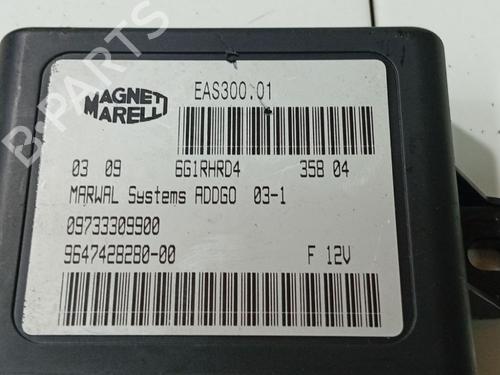 B-PARTS
MAGNETI
MARELLI
EAS300.01
03 09 6G1RHRD4 358 04
MARWAL Systems ADDGO 03-1
09733309900
9647428280-00 F 12V